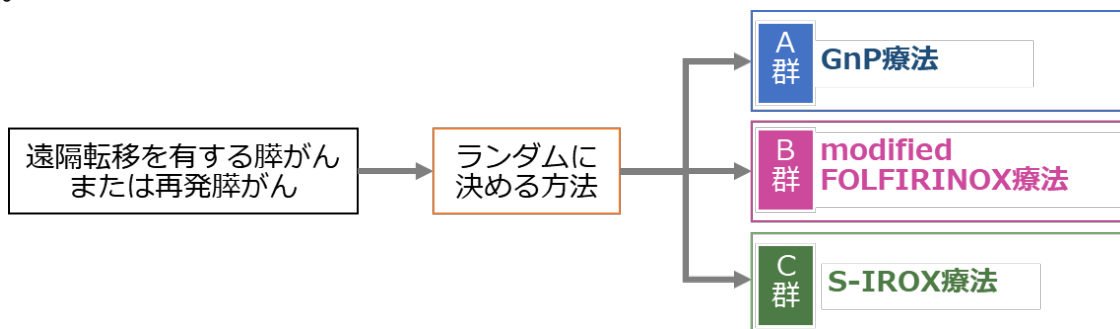 遠隔転移を有する膵がん
または再発膵がん
ランダムに
決める方法
A
群
GnP療法
B
群
modified
FOLFIRINOX療法
C
群
S-IROX療法